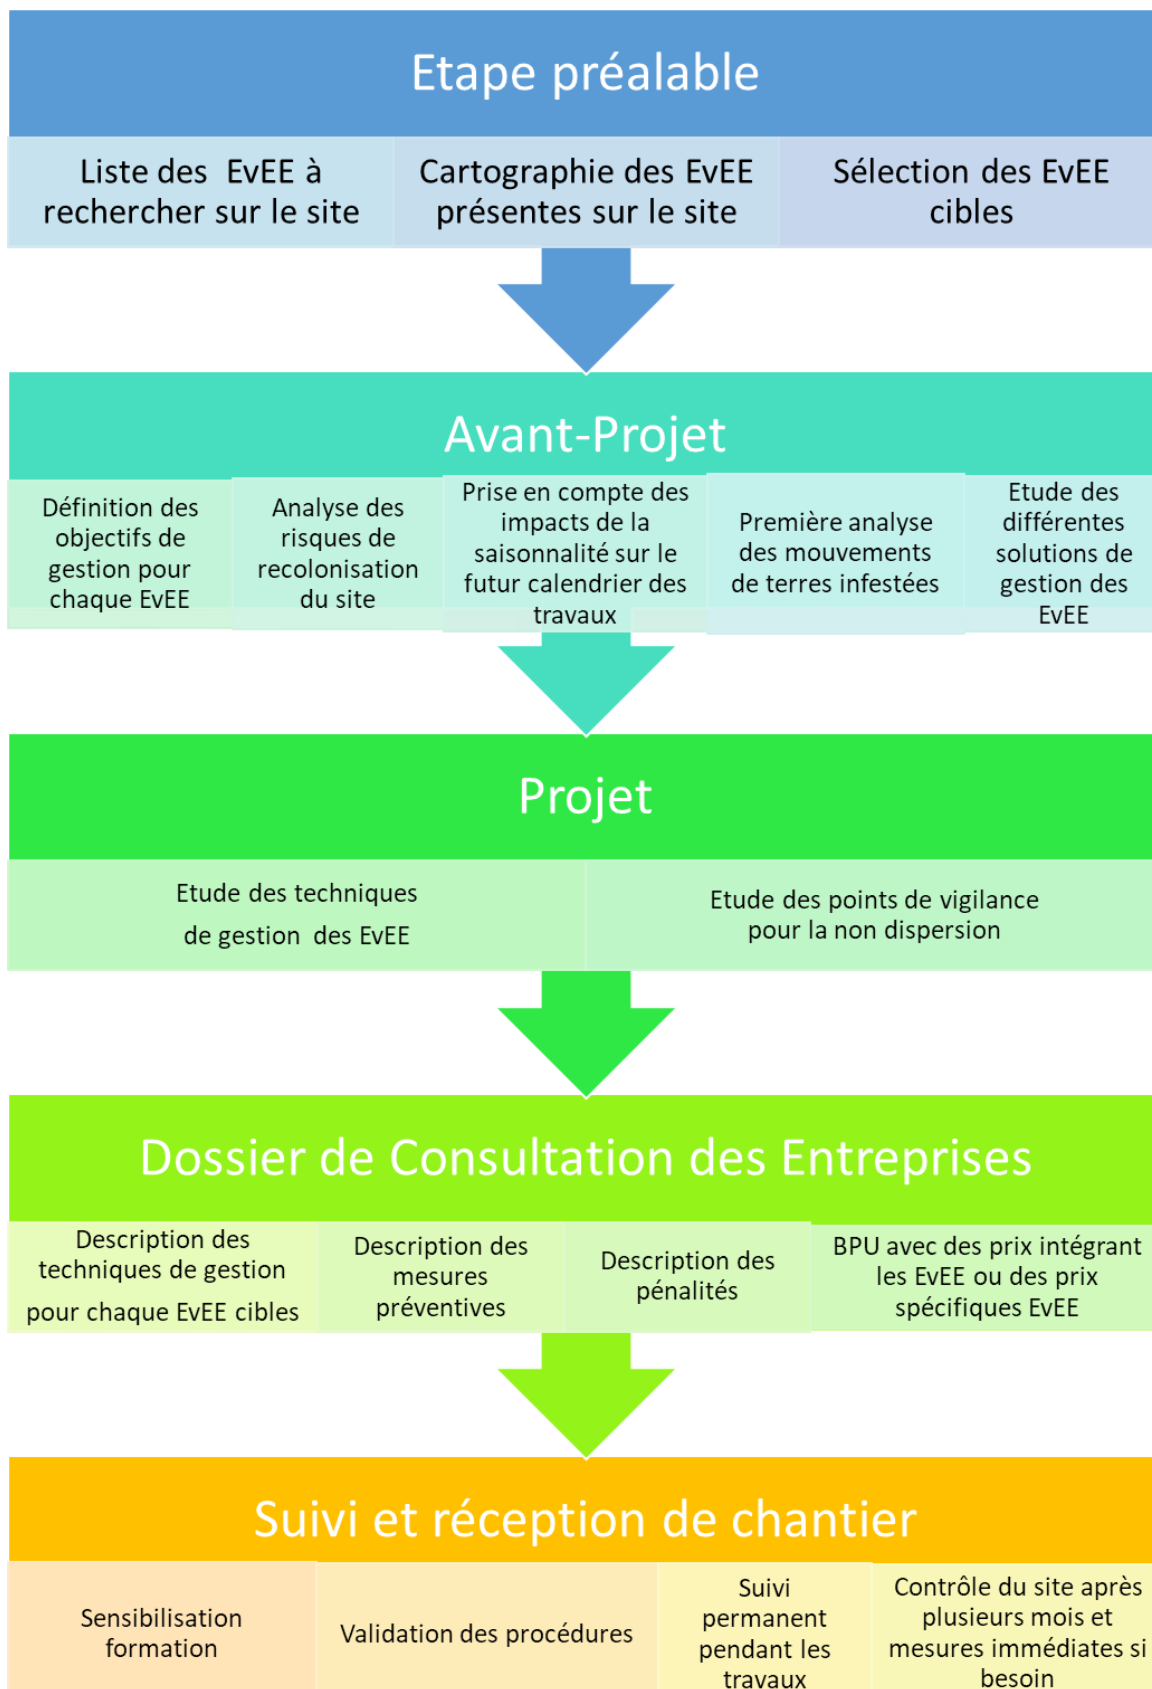 Etape préalable
Liste des EvEE à
rechercher sur le site
Cartographie des EvEE
présentes sur le site
Sélection des EvEE
cibles
Avant-Projet
Définition des
objectifs de
gestion pour
chaque EvEE
Analyse des
risques de
recolonisation
du site
Prise en compte des
impacts de la
saisonnalité sur le
futur calendrier des
travaux
Première analyse
des mouvements
de terres infestées
Etude des
différentes
solutions de
gestion des
EvEE
Projet
Etude des techniques
de gestion des EvEE
Etude des points de vigilance
pour la non dispersion
Dossier de Consultation des Entreprises
Description des
techniques de gestion
pour chaque EvEE cibles
Description des
mesures
préventives
Description des
pénalités
BPU avec des prix intégrant
les EvEE ou des prix
spécifiques EvEE
Suivi et réception de chantier
Sensibilisation
formation
Validation des procédures
Suivi
permanent
pendant les
travaux
Contrôle du site après
plusieurs mois et
mesures immédiates si
besoin